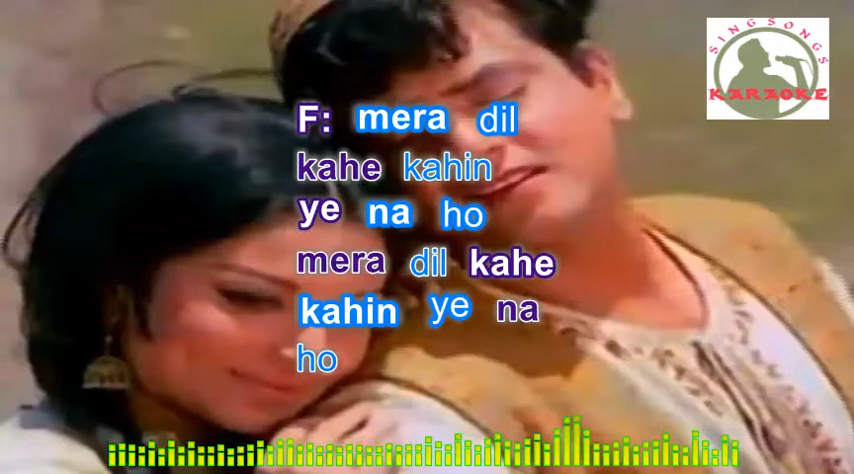 SINGSONGS
KARAOKE
F: mera dil
kahe kahin
ye na ho
mera dil kahe
kahin ye na
ho